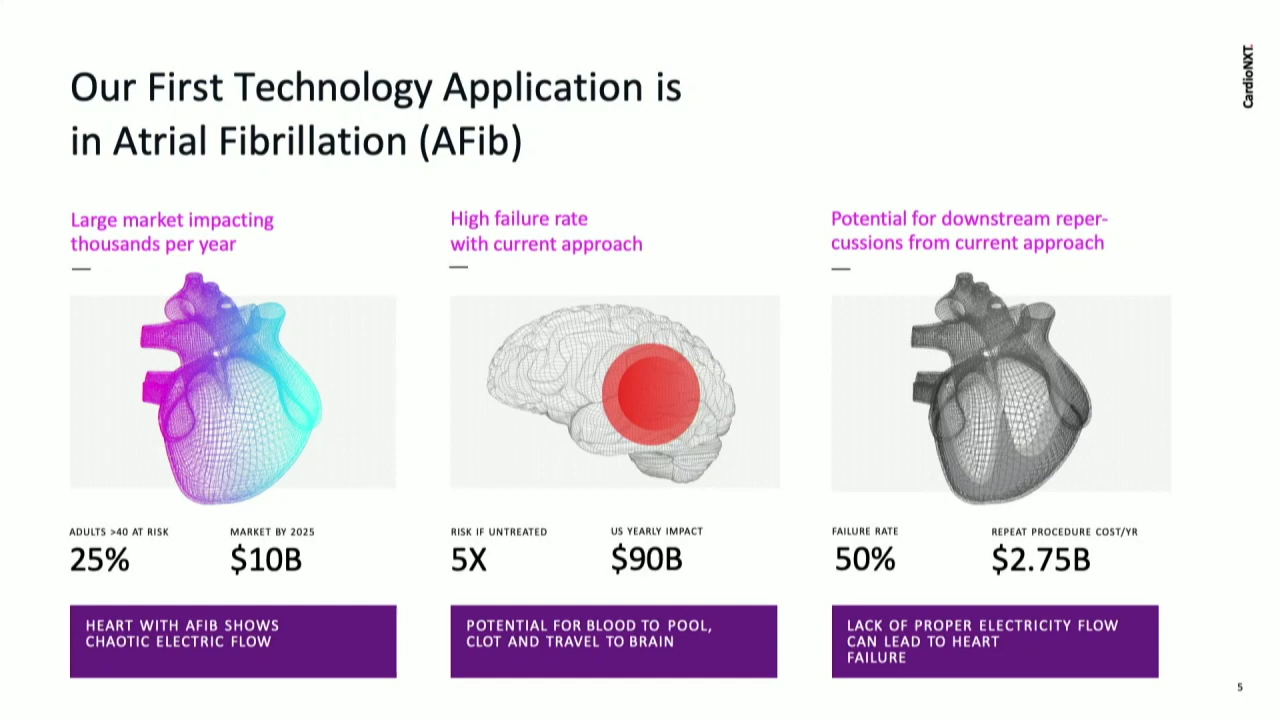 CardioNXT
Our First Technology Application is
in Atrial Fibrillation (AFib)
Large market impacting
thousands per year
High failure rate
with current approach
Potential for downstream reper-
cussions from current approach
ADULTS >40 AT RISK
25%
MARKET BY 2025
$10B
RISK IF UNTREATED
5X
US YEARLY IMPACT
$90B
FAILURE RATE
50%
REPEAT PROCEDURE COST/YR
$2.75B
HEART WITH AFIB SHOWS
CHAOTIC ELECTRIC FLOW
POTENTIAL FOR BLOOD TO POOL,
CLOT AND TRAVEL TO BRAIN
LACK OF PROPER ELECTRICITY FLOW
CAN LEAD TO HEART
FAILURE
5